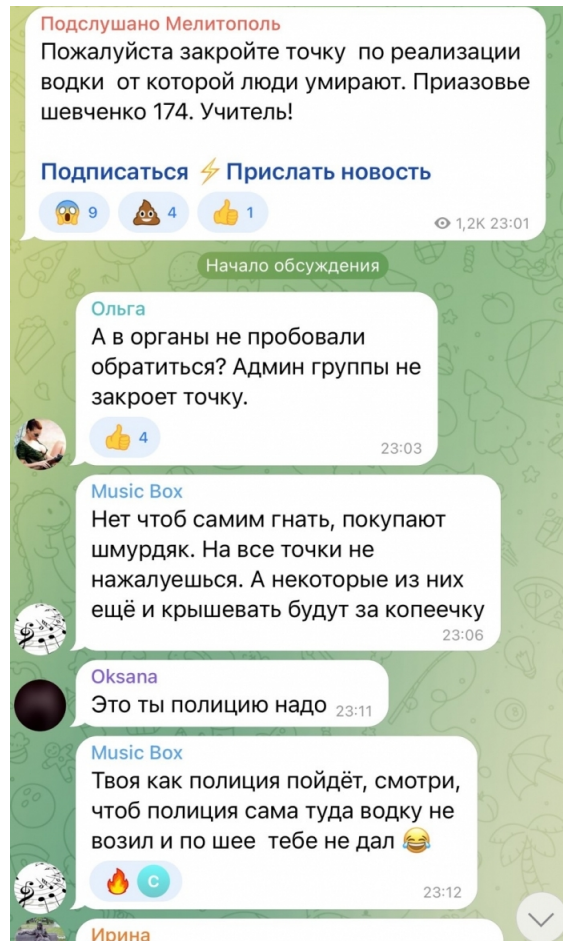 Подслушано Мелитополь
Пожалуйста закройте точку по реализации
водки от которой люди умирают. Приазовье
шевченко 174. Учитель!
Подписаться ⚡ Прислать новость
😱 9 💩 4 👍 1
1,2K 23:01
Начало обсуждения
Ольга
А в органы не пробовали
обратиться? Админ группы не
закроет точку.
👍 4
23:03
Music Box
Нет чтоб самим гнать, покупают
шмурдяк. На все точки не
нажалуешься. А некоторые из них
ещё и крышевать будут за копеечку
23:06
Oksana
Это ты полицию надо 23:11
Music Box
Твоя как полиция пойдёт, смотри,
чтоб полиция сама туда водку не
возил и по шее тебе не дал 😂
🔥 C
23:12
Ирина